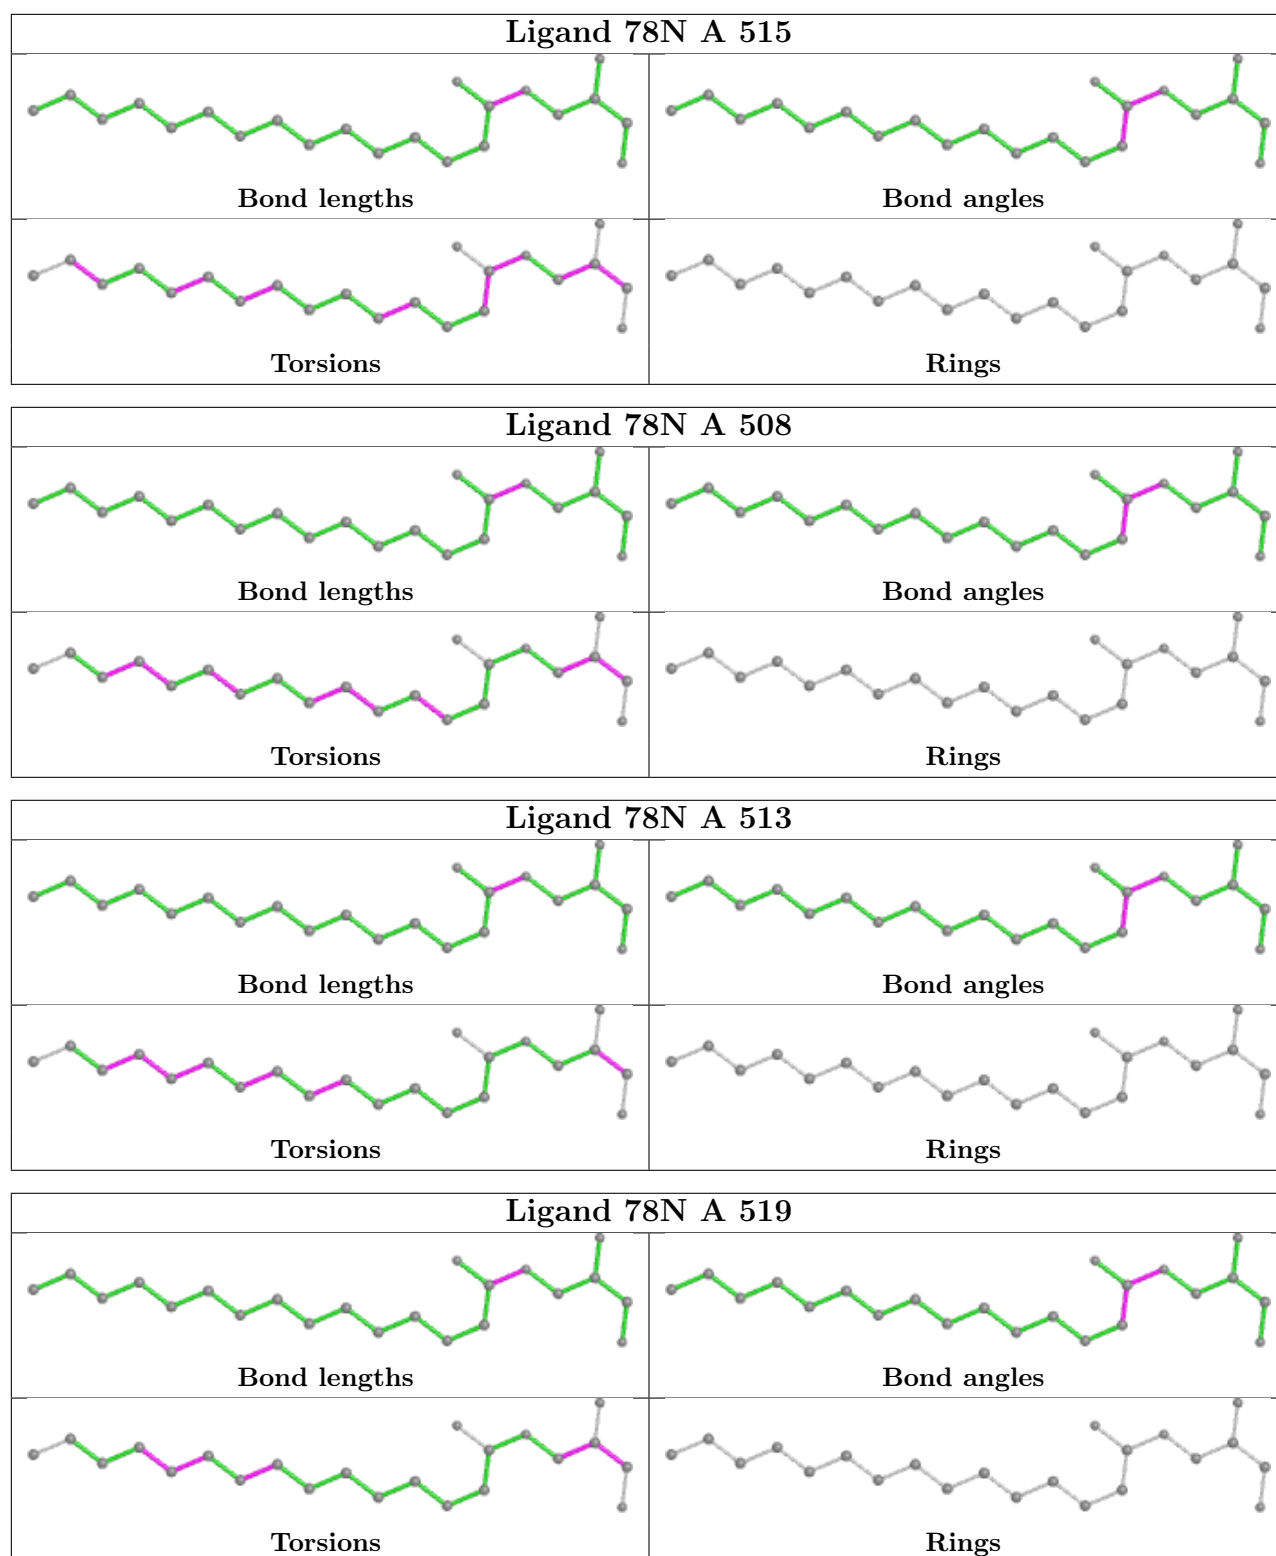 Ligand 78N A 515
Bond lengths
Bond angles
Torsions
Rings
Ligand 78N A 508
Bond lengths
Bond angles
Torsions
Rings
Ligand 78N A 513
Bond lengths
Bond angles
Torsions
Rings
Ligand 78N A 519
Bond lengths
Bond angles
Torsions
Rings